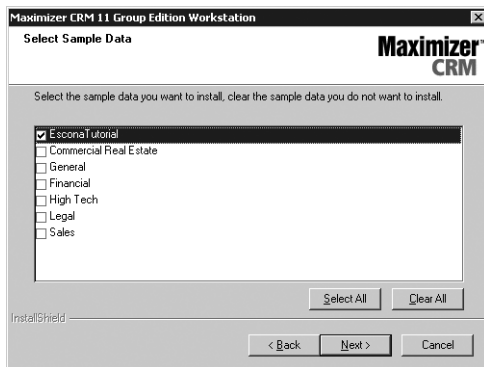 Maximizer CRM 11 Group Edition Workstation
Select Sample Data
Maximizer™
CRM
Select the sample data you want to install, clear the sample data you do not want to install.
EsconaTutorial
Commercial Real Estate
General
Financial
High Tech
Legal
Sales
Select All
Clear All
InstallShield
< Back
Next >
Cancel